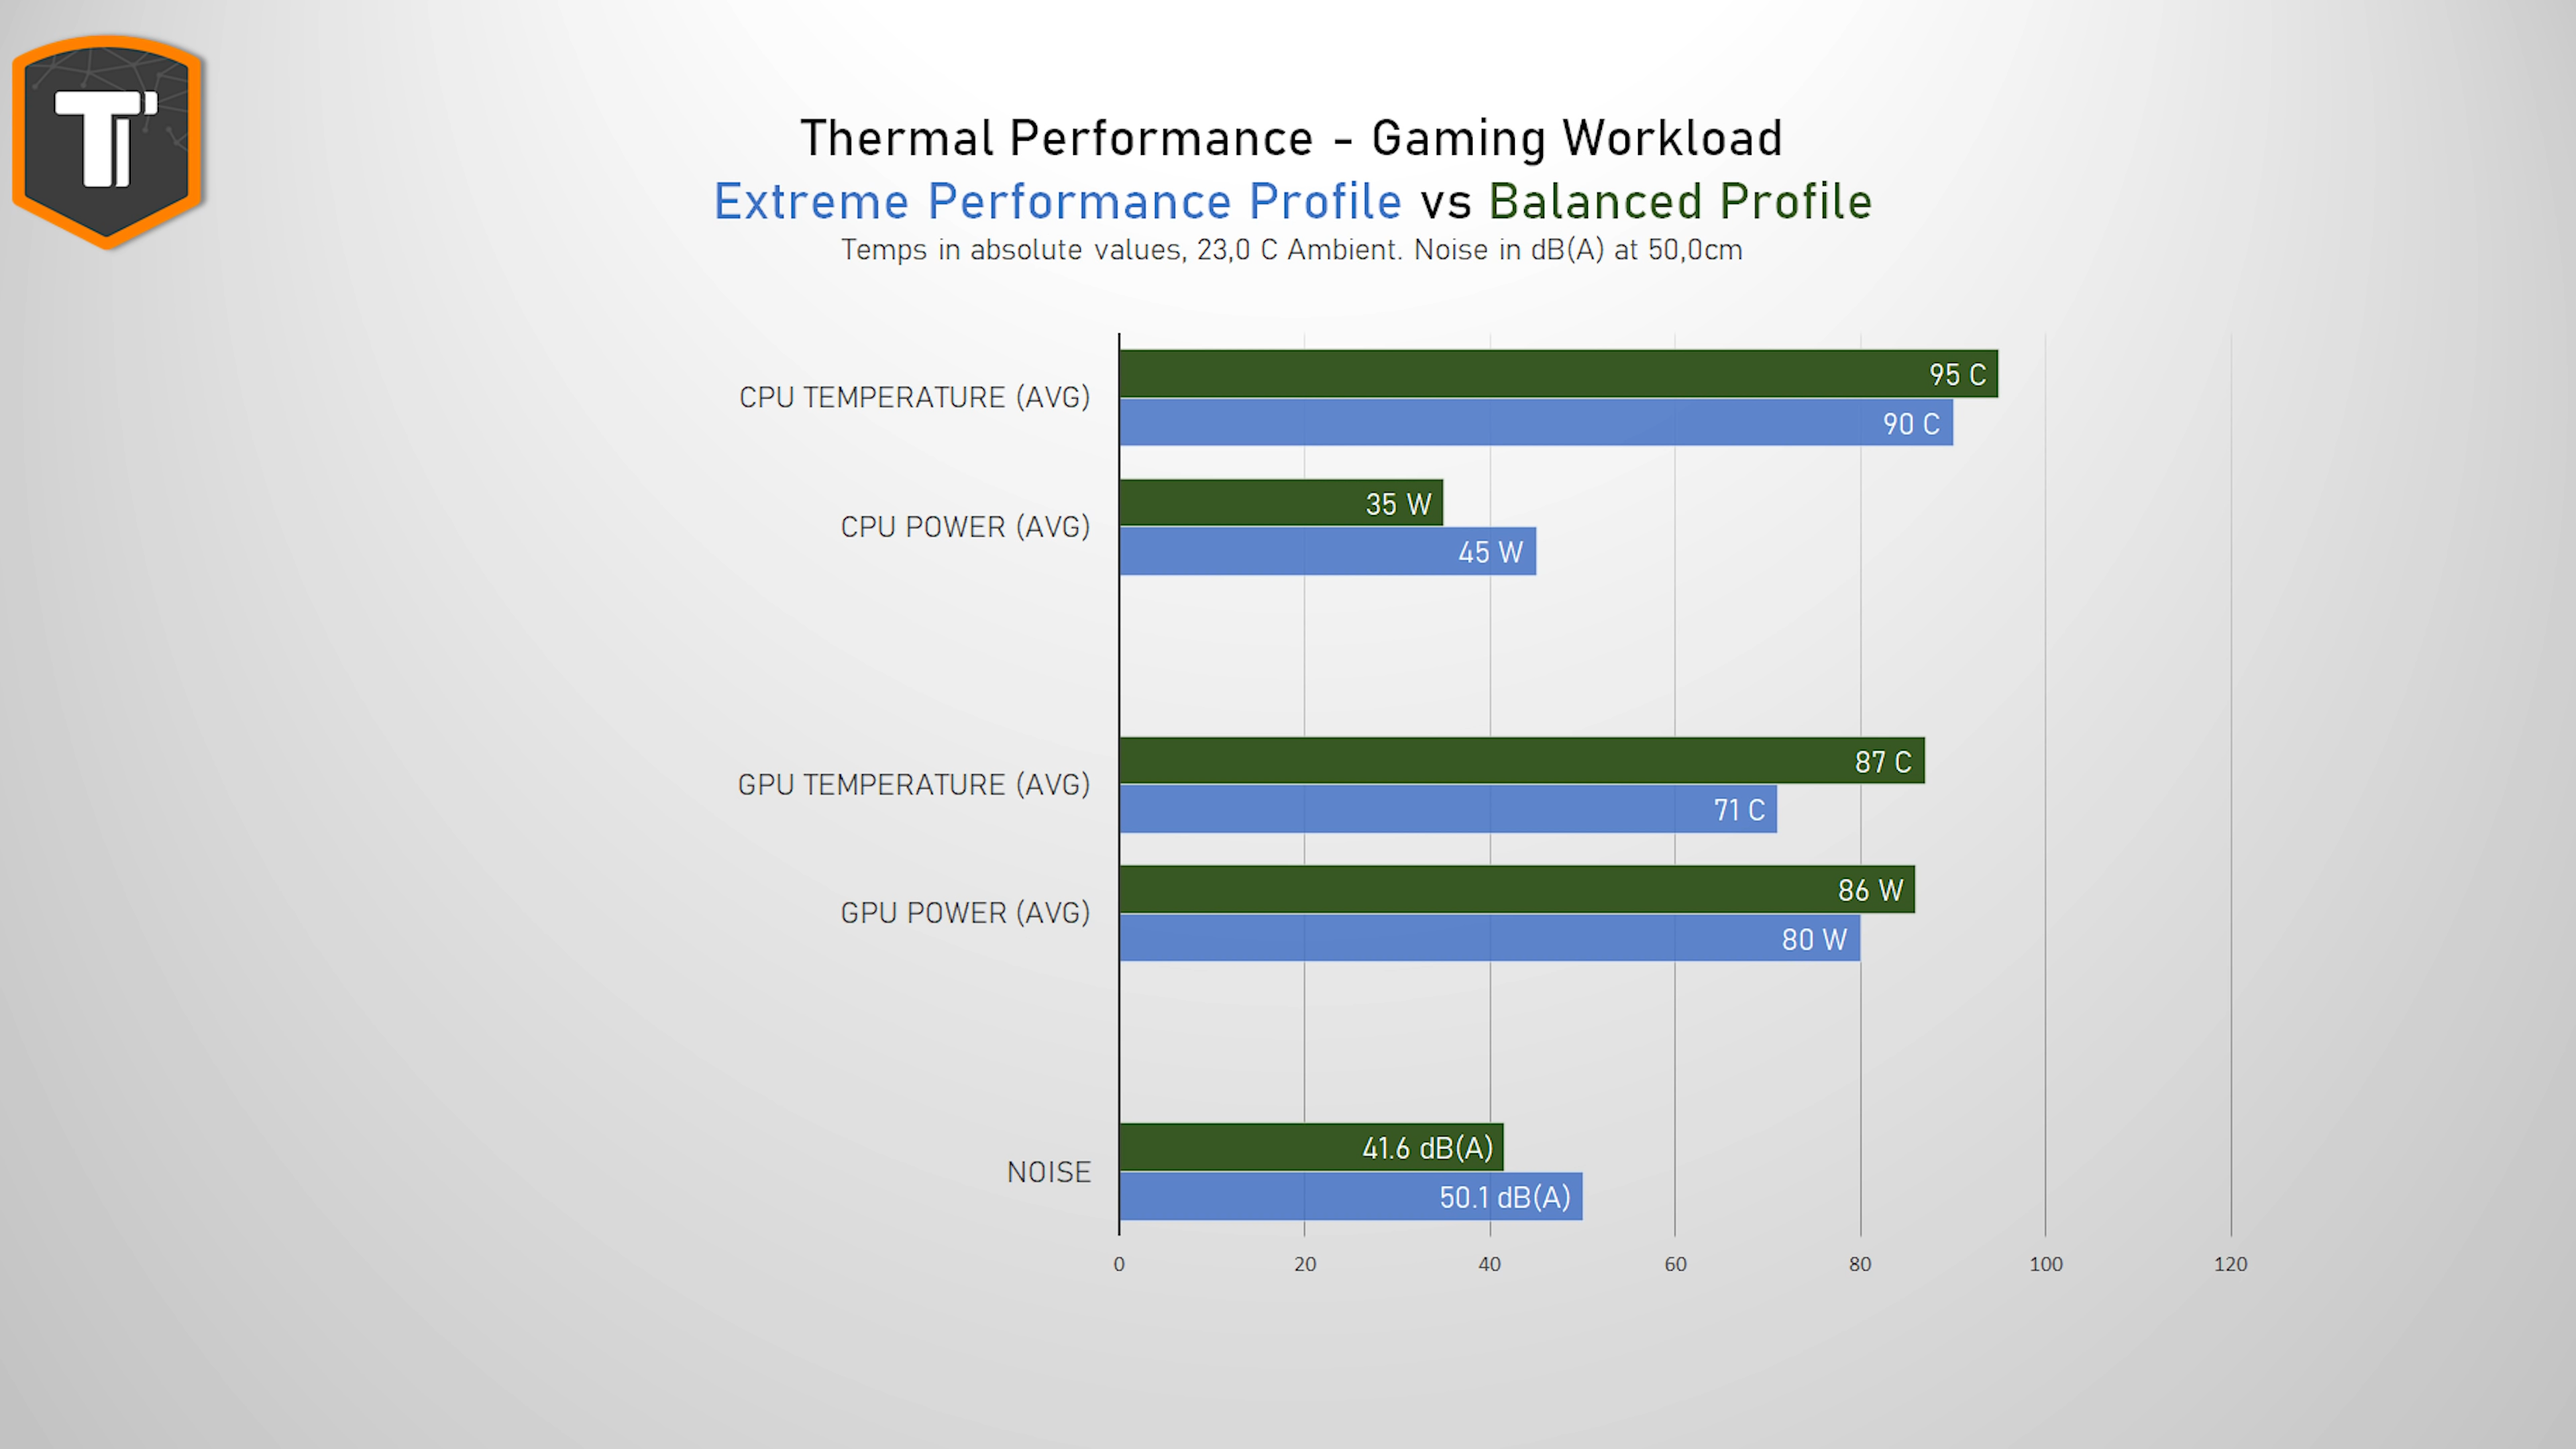 T
Thermal Performance - Gaming Workload
Extreme Performance Profile vs Balanced Profile
Temps in absolute values, 23,0 C Ambient. Noise in dB(A) at 50,0cm
CPU TEMPERATURE (AVG)
95 C
90 C
CPU POWER (AVG)
35 W
45 W
GPU TEMPERATURE (AVG)
87 C
71 C
GPU POWER (AVG)
86 W
80 W
NOISE
41.6 dB(A)
50.1 dB(A)
0 20 40 60 80 100 120